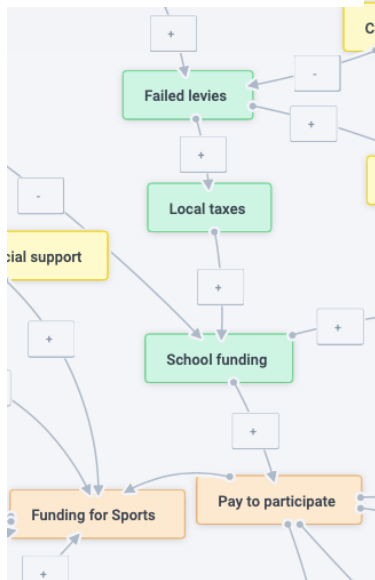 +
C
-
Failed levies
+
+
-
Local taxes
cial support
+
+
+
School funding
+
Pay to participate
Funding for Sports
+